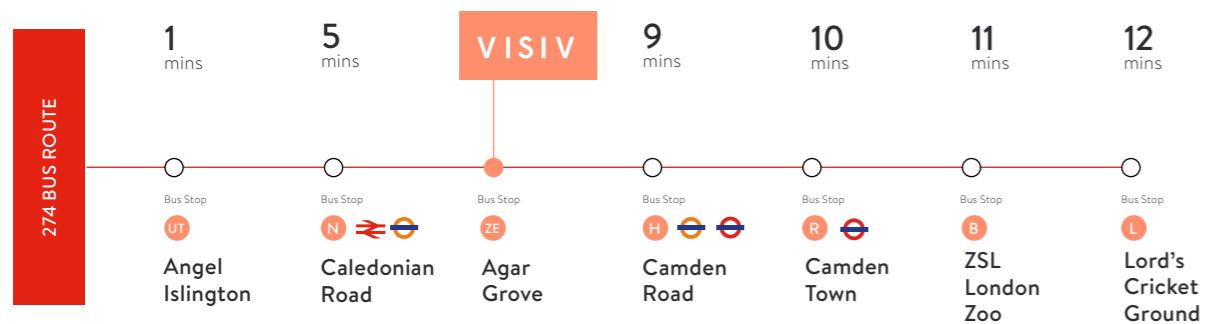 274 BUS ROUTE
1
mins
5
mins
VISIV
9
mins
10
mins
11
mins
12
mins
Bus Stop
UT
Angel
Islington
Bus Stop
N
Caledonian
Road
Bus Stop
ZE
Agar
Grove
Bus Stop
H
Camden
Road
Bus Stop
R
Camden
Town
Bus Stop
B
ZSL
London
Zoo
Bus Stop
L
Lord's
Cricket
Ground